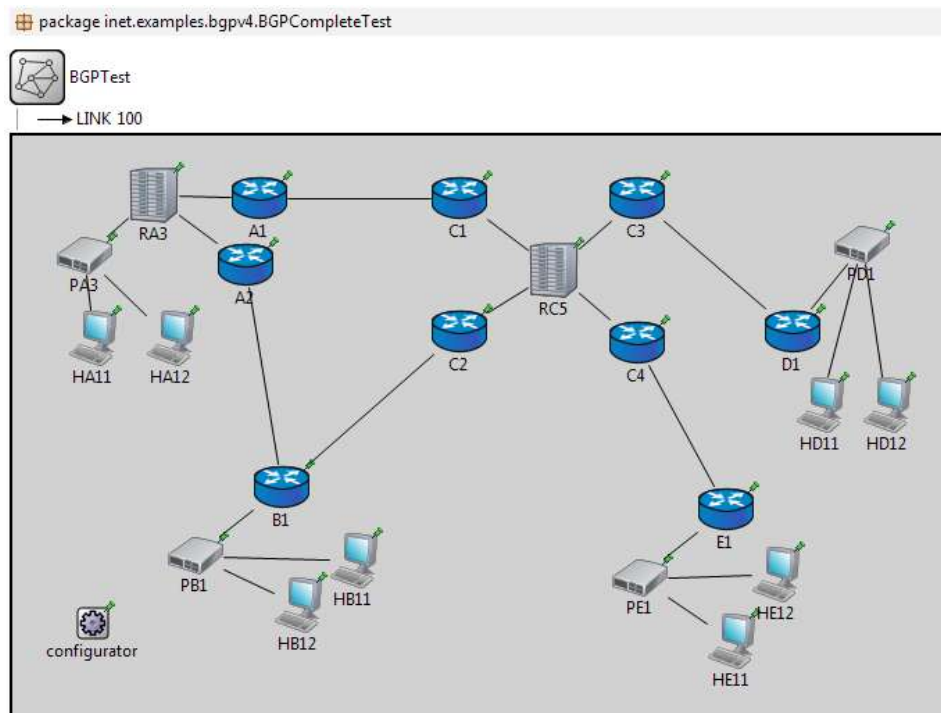 package inet.examples.bgpv4.BGPCompleteTest
BGPTest
LINK 100
RA3
A1
C1
C3
PA3
A2
RC5
PD1
HA11
HA12
C2
C4
D1
HD11
HD12
B1
E1
PB1
HB11
HB12
PE1
HE12
HE11
configurator